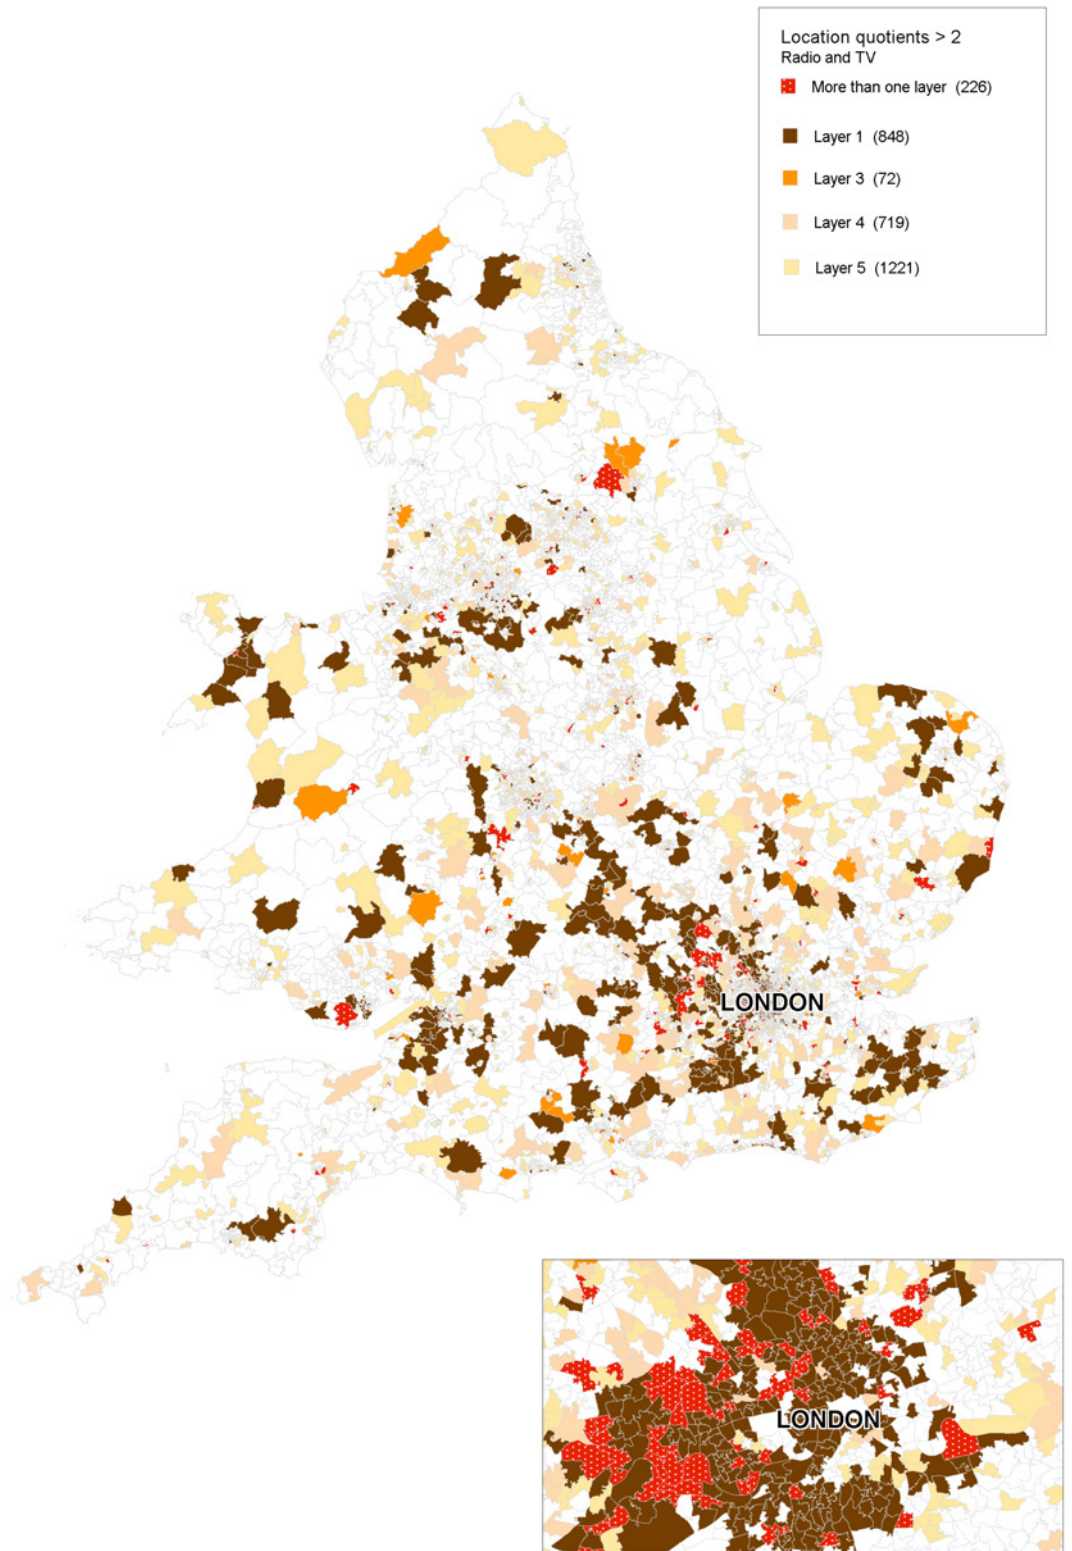 Location quotients > 2
Radio and TV
More than one layer (226)
Layer 1 (848)
Layer 3 (72)
Layer 4 (719)
Layer 5 (1221)
LONDON
LONDON